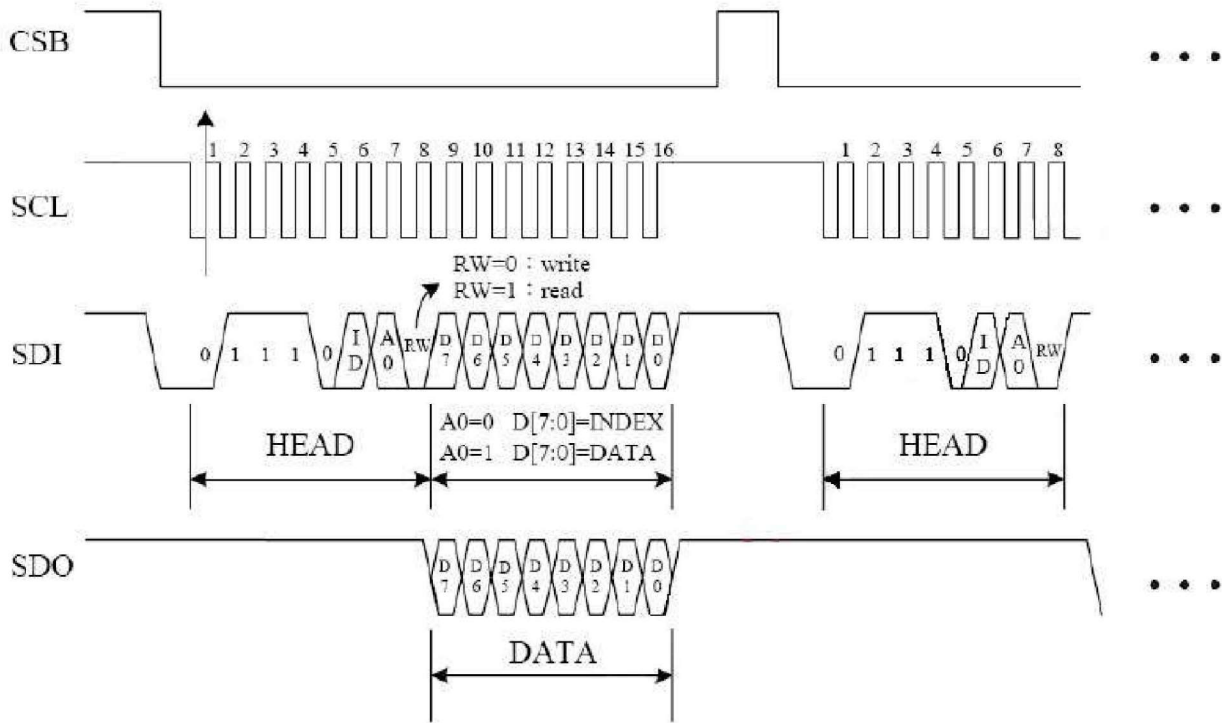 CSB
1 2 3 4 5 6 7 8 9 10 11 12 13 14 15 16 1 2 3 4 5 6 7 8
SCL
RW=0 : write
RW=1 : read
SDI 0 1 1 1 0 ID A0 RW D7 D6 D5 D4 D3 D2 D1 D0 0 1 1 1 0 ID A0 RW
A0=0 D[7:0]=INDEX
HEAD HEAD
A0=1 D[7:0]=DATA
SDO D7 D6 D5 D4 D3 D2 D1 D0
DATA